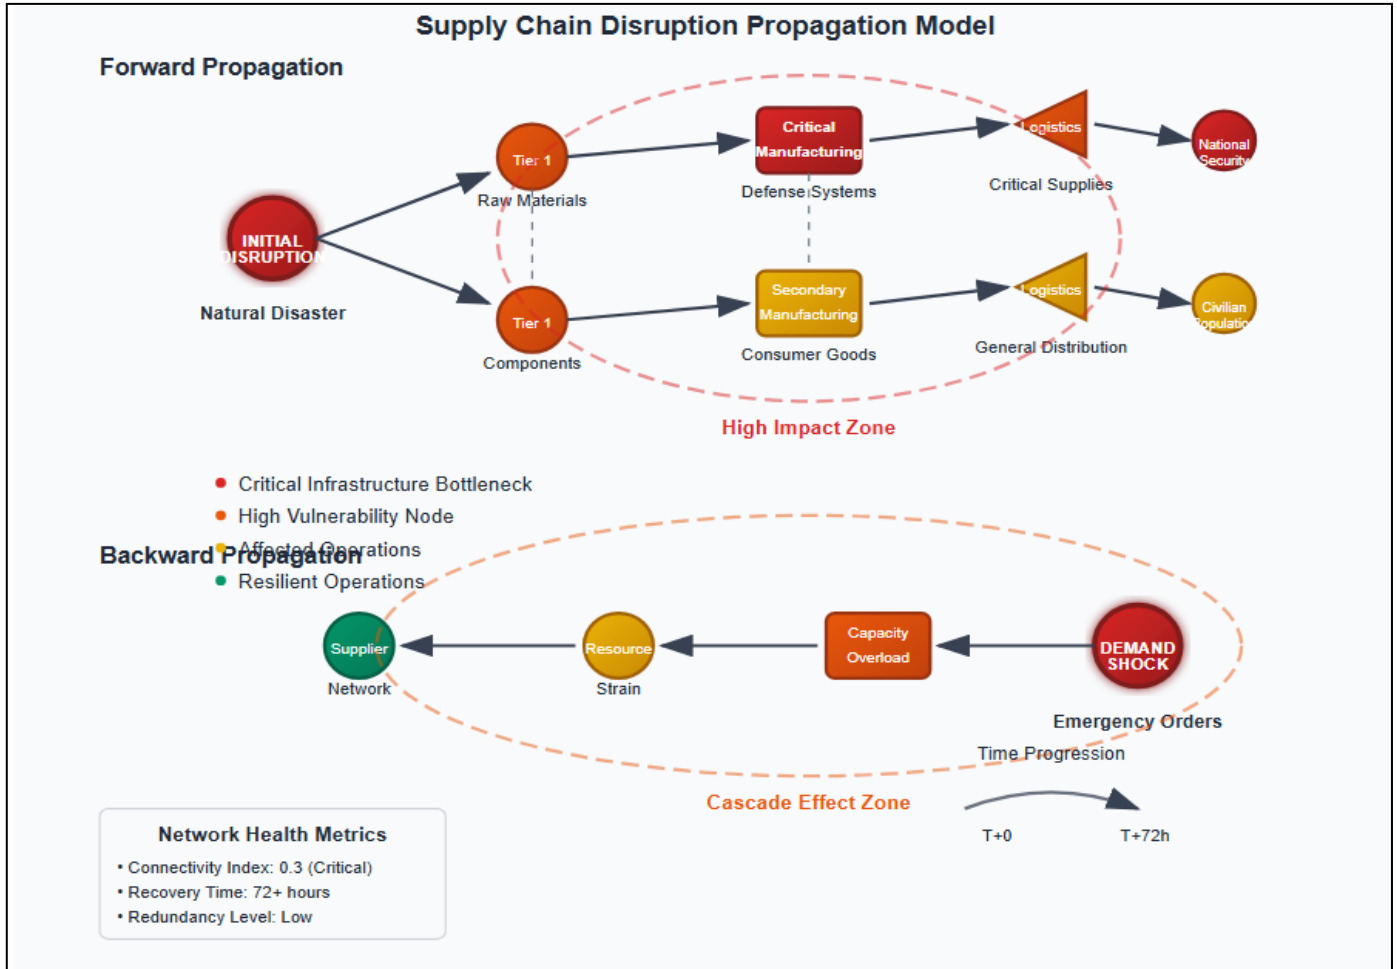 Supply Chain Disruption Propagation Model
Forward Propagation
INITIAL
DISRUPTION
Natural Disaster
Tier 1
Raw Materials
Critical
Manufacturing
Defense Systems
Logistics
Critical Supplies
National
Security
Tier 1
Components
Secondary
Manufacturing
Consumer Goods
Logistics
General Distribution
Civilian
Population
High Impact Zone
Critical Infrastructure Bottleneck
High Vulnerability Node
Affected Operations
Resilient Operations
Backward Propagation
Supplier
Network
Resource
Strain
Capacity
Overload
DEMAND
SHOCK
Emergency Orders
Time Progression
T+0
T+72h
Cascade Effect Zone
Network Health Metrics
• Connectivity Index: 0.3 (Critical)
• Recovery Time: 72+ hours
• Redundancy Level: Low